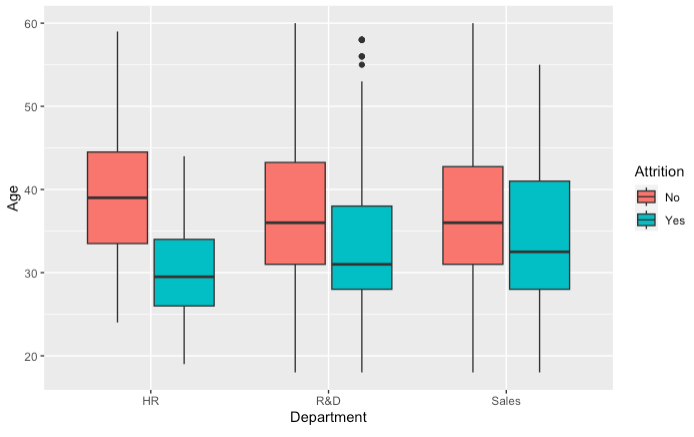 60
50
40
30
20
Age
HR
R&D
Sales
Department
Attrition
No
Yes